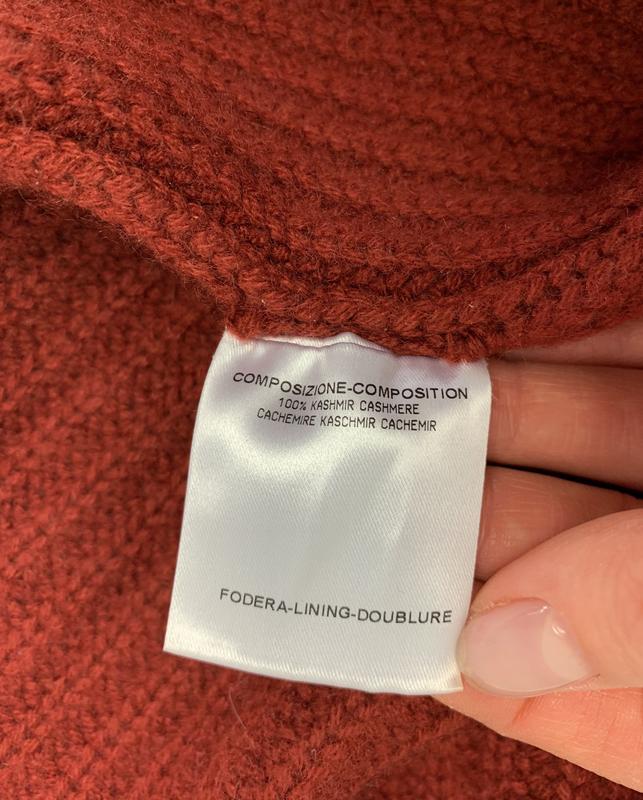 COMPOSIZIONE-COMPOSITION
100% KASHMIR CASHMERE
CACHEMIRE KASCHMIR CACHEMIR
FODERA-LINING-DOUBLURE